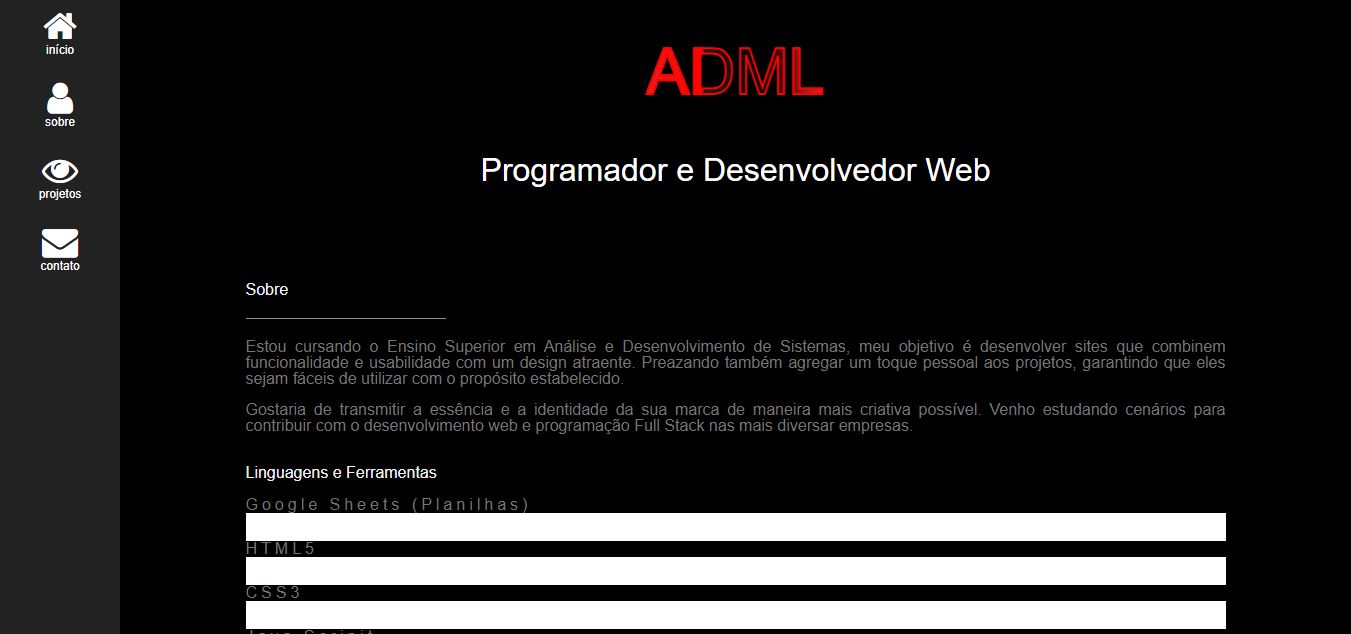 início
sobre
projetos
contato
ADML
Programador e Desenvolvedor Web
Sobre
Estou cursando o Ensino Superior em Análise e Desenvolvimento de Sistemas, meu objetivo é desenvolver sites que combinem
funcionalidade e usabilidade com um design atraente. Preazando também agregar um toque pessoal aos projetos, garantindo que eles
sejam fáceis de utilizar com o propósito estabelecido.
Gostaria de transmitir a essência e a identidade da sua marca de maneira mais criativa possível. Venho estudando cenários para
contribuir com o desenvolvimento web e programação Full Stack nas mais diversar empresas.
Linguagens e Ferramentas
Google Sheets (Planilhas)
HTML5
CSS3